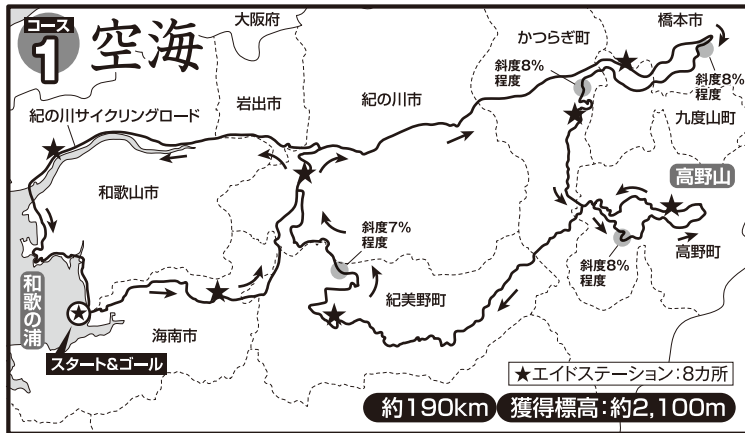 コース
1 空海
大阪府
橋本市
かつらぎ町
斜度8%
程度
斜度8%
程度
岩出市
紀の川市
紀の川サイクリングロード
九度山町
和歌山市
高野山
斜度7%
程度
高野町
斜度8%
程度
和歌の浦
紀美野町
海南市
スタート&ゴール
★エイドステーション:8カ所
約190km 獲得標高:約2,100m